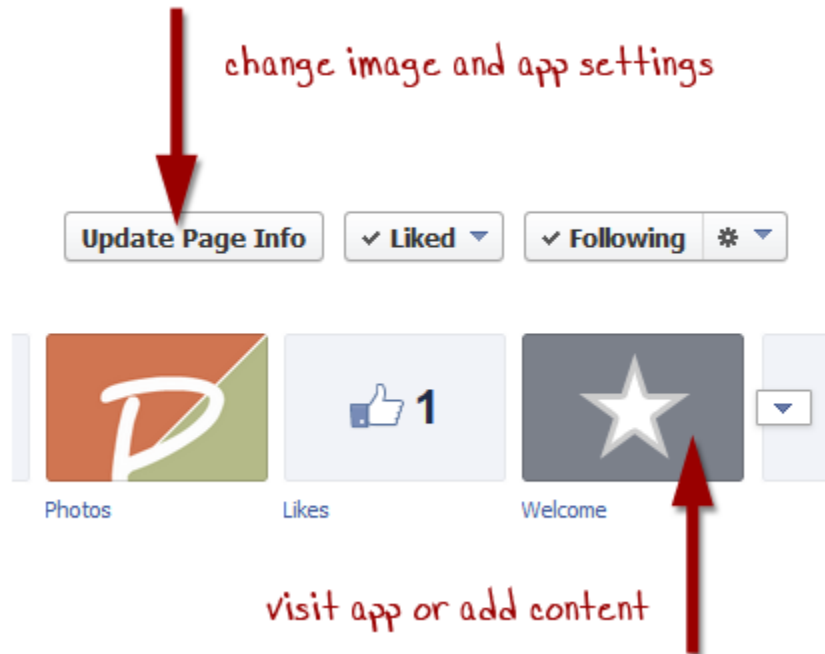 change image and app settings
Update Page Info Liked Following
P
1
Photos Likes Welcome
visit app or add content